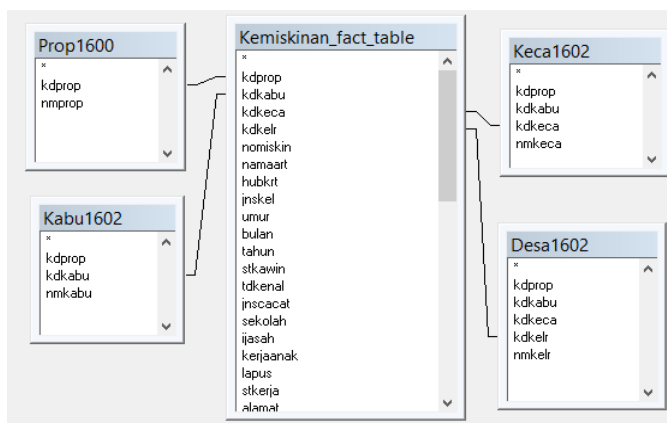 Prop1600
*
kdprop
nmprop
Kabu1602
*
kdprop
kdkabu
nmkabu
Kemiskinan_fact_table
*
kdprop
kdkabu
kdkeca
kdkelr
nomiskin
namaart
hubkrt
jnskel
umur
bulan
tahun
stkawin
tdkenal
jnscacat
sekolah
ijasah
kerjaanak
lapus
stkerja
alamat
Keca1602
*
kdprop
kdkabu
kdkeca
nmkeca
Desa1602
*
kdprop
kdkabu
kdkeca
kdkelr
nmkelr